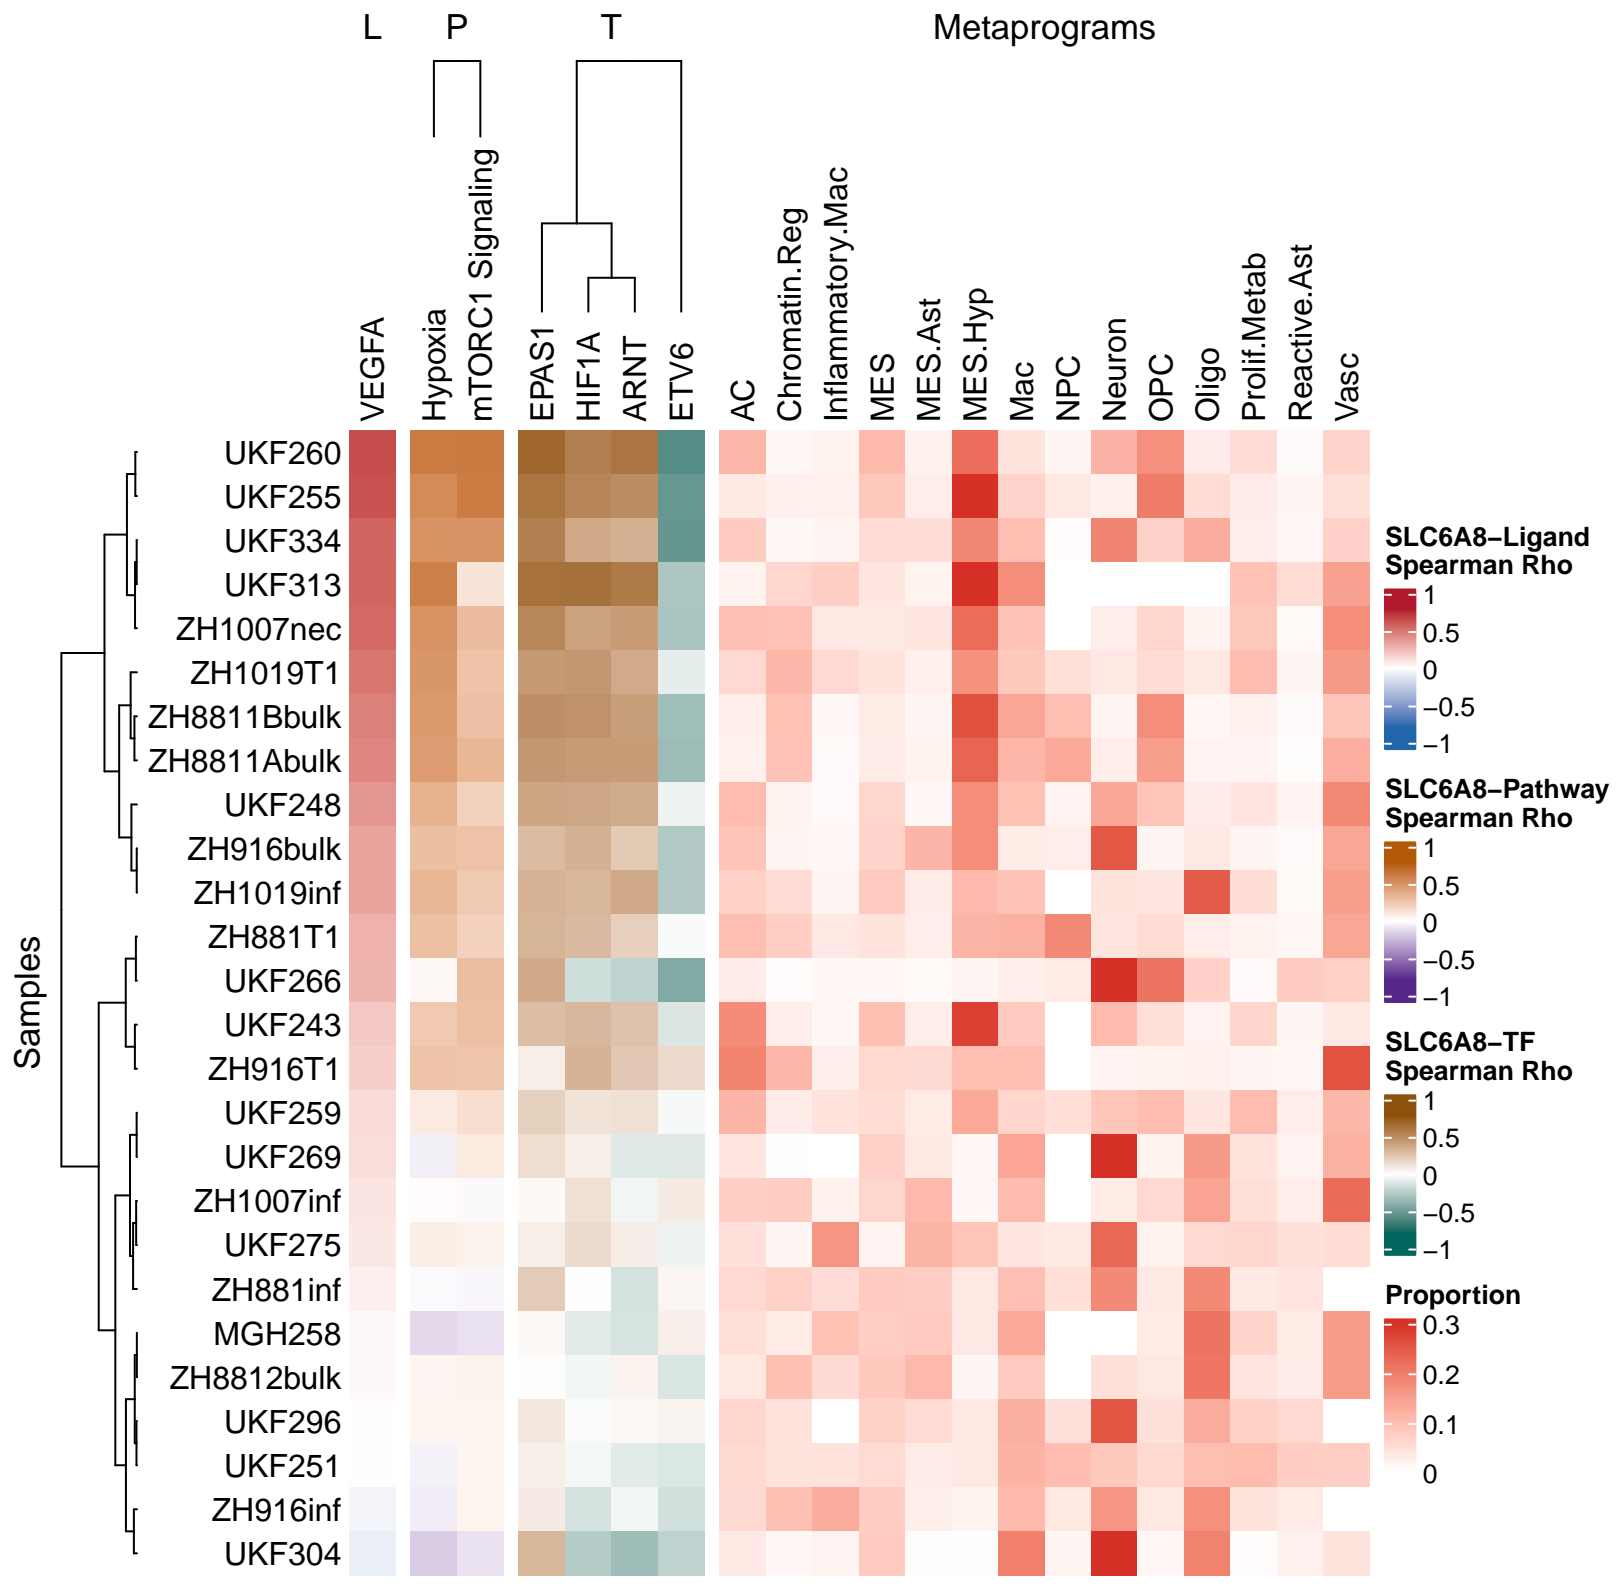 L
P
T
Metaprograms
VEGFA
Hypoxia
mTORC1 Signaling
EPAS1
HIF1A
ARNT
ETV6
AC
Chromatin.Reg
Inflammatory.Mac
MES
MES.Ast
MES.Hyp
Mac
NPC
Neuron
OPC
Oligo
Prolif.Metab
Reactive.Ast
Vasc
Samples
UKF260
UKF255
UKF334
UKF313
ZH1007nec
ZH1019T1
ZH8811Bbulk
ZH8811Abulk
UKF248
ZH916bulk
ZH1019inf
ZH881T1
UKF266
UKF243
ZH916T1
UKF259
UKF269
ZH1007inf
UKF275
ZH881inf
MGH258
ZH8812bulk
UKF296
UKF251
ZH916inf
UKF304
SLC6A8−Ligand
Spearman Rho
1
0.5
0
−0.5
−1
SLC6A8−Pathway
Spearman Rho
1
0.5
0
−0.5
−1
SLC6A8−TF
Spearman Rho
1
0.5
0
−0.5
−1
Proportion
0.3
0.2
0.1
0